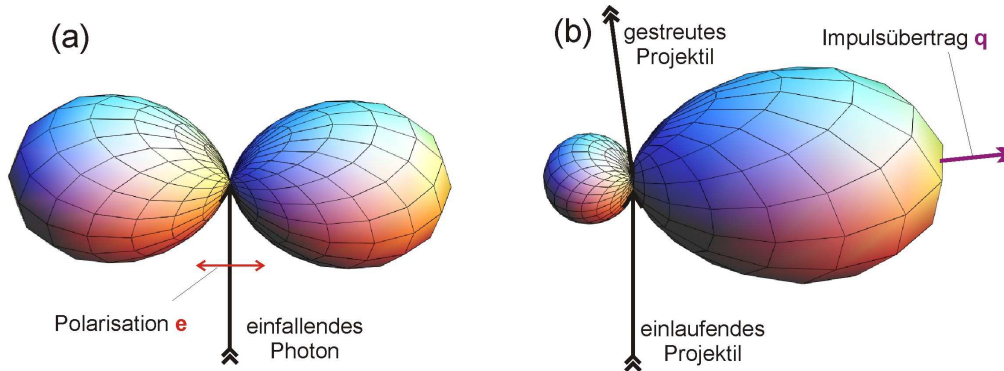 (a)
Polarisation e
einfallendes
Photon
(b)
gestreutes
Projektil
Impulsübertrag q
einlaufendes
Projektil